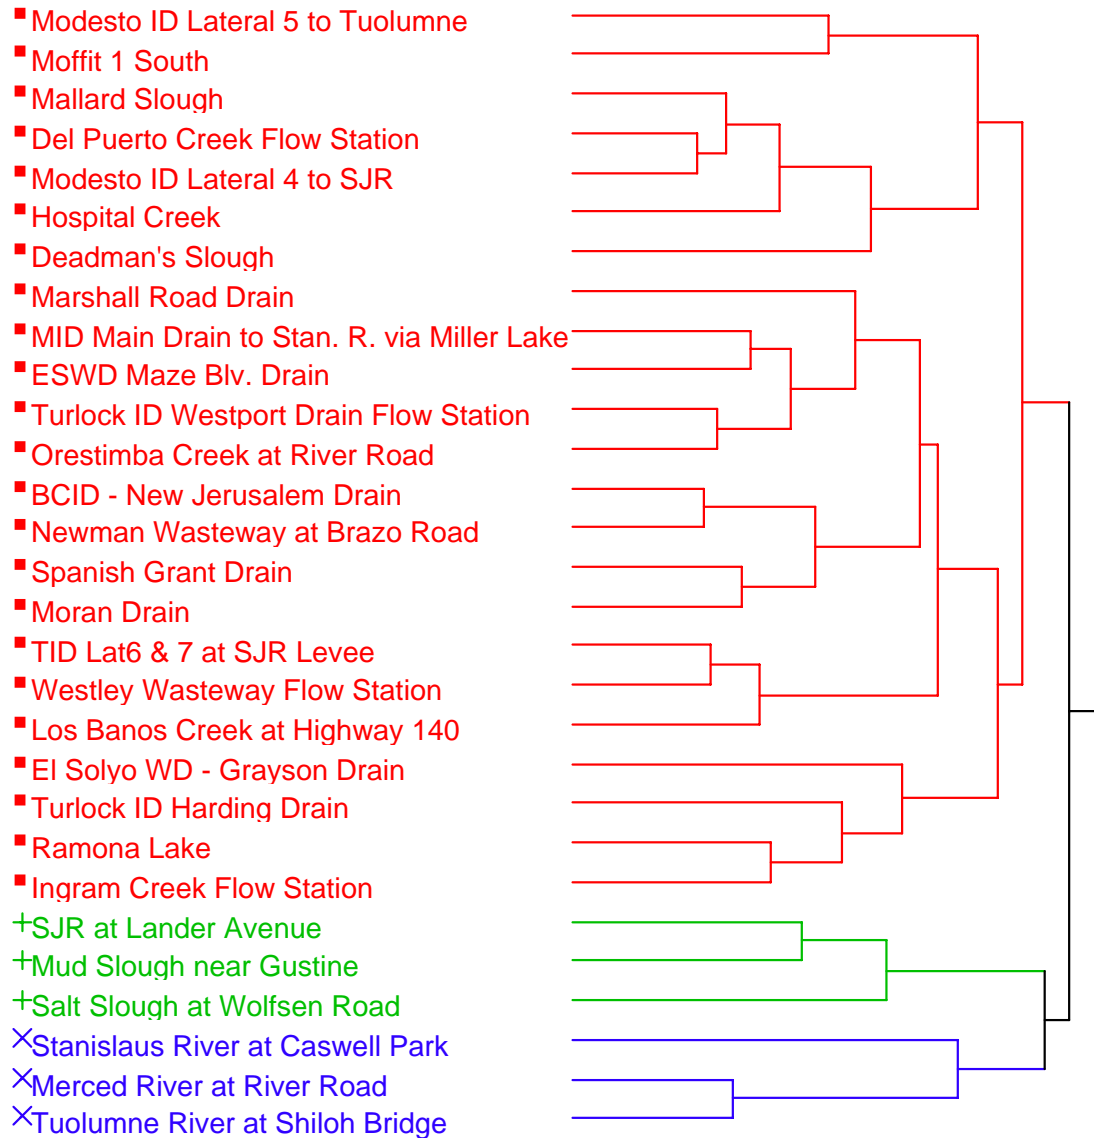 Modesto ID Lateral 5 to Tuolumne
Moffit 1 South
Mallard Slough
Del Puerto Creek Flow Station
Modesto ID Lateral 4 to SJR
Hospital Creek
Deadman's Slough
Marshall Road Drain
MID Main Drain to Stan. R. via Miller Lake
ESWD Maze Blv. Drain
Turlock ID Westport Drain Flow Station
Orestimba Creek at River Road
BCID - New Jerusalem Drain
Newman Wasteway at Brazo Road
Spanish Grant Drain
Moran Drain
TID Lat6 & 7 at SJR Levee
Westley Wasteway Flow Station
Los Banos Creek at Highway 140
El Solyo WD - Grayson Drain
Turlock ID Harding Drain
Ramona Lake
Ingram Creek Flow Station
SJR at Lander Avenue
Mud Slough near Gustine
Salt Slough at Wolfsen Road
Stanislaus River at Caswell Park
Merced River at River Road
Tuolumne River at Shiloh Bridge